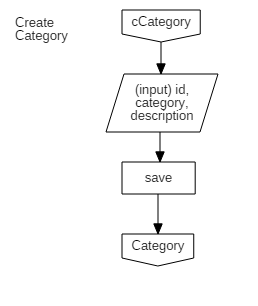 Create
Category
cCategory
(input) id,
category,
description
save
Category